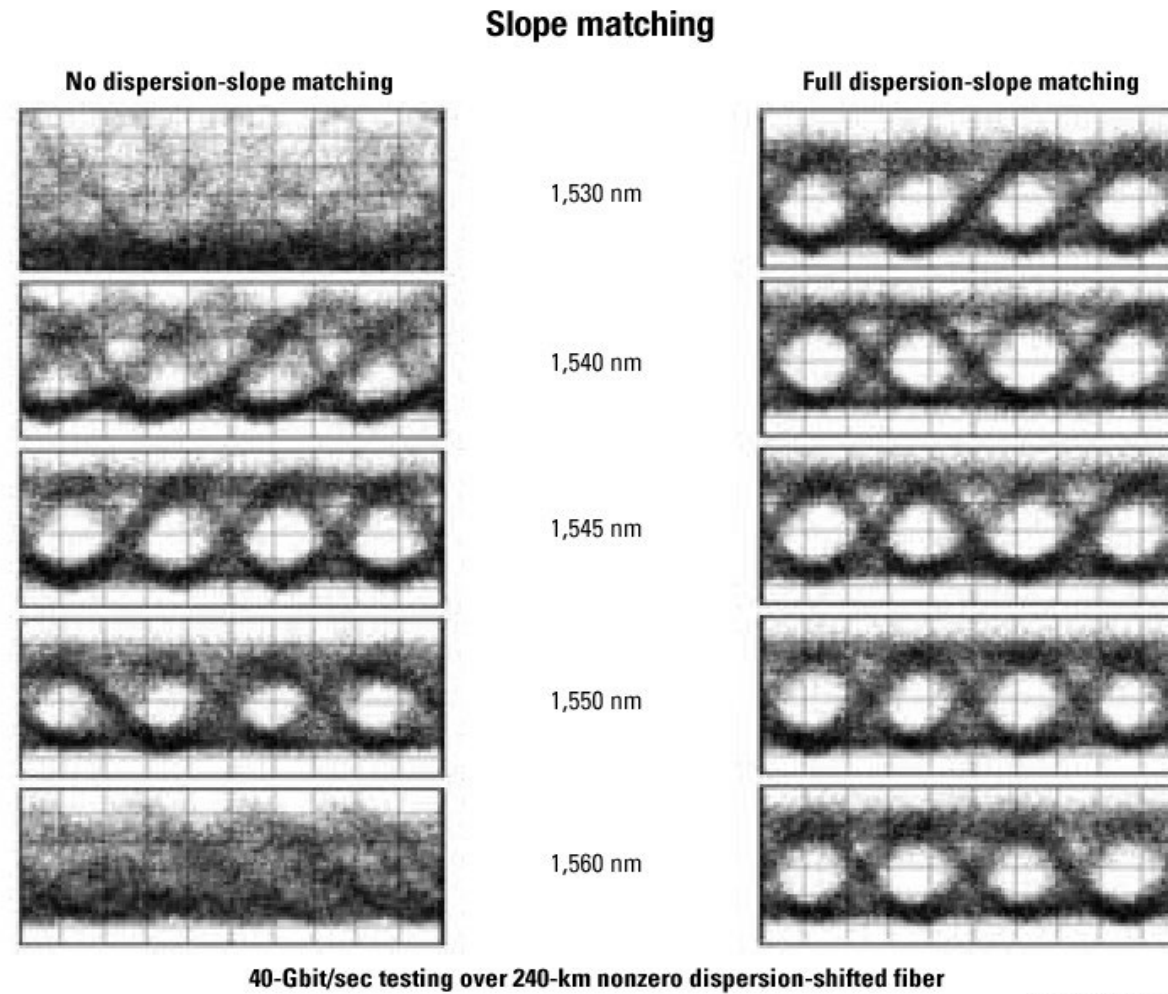 Slope matching
No dispersion-slope matching
Full dispersion-slope matching
1,530 nm
1,540 nm
1,545 nm
1,550 nm
1,560 nm
40-Gbit/sec testing over 240-km nonzero dispersion-shifted fiber